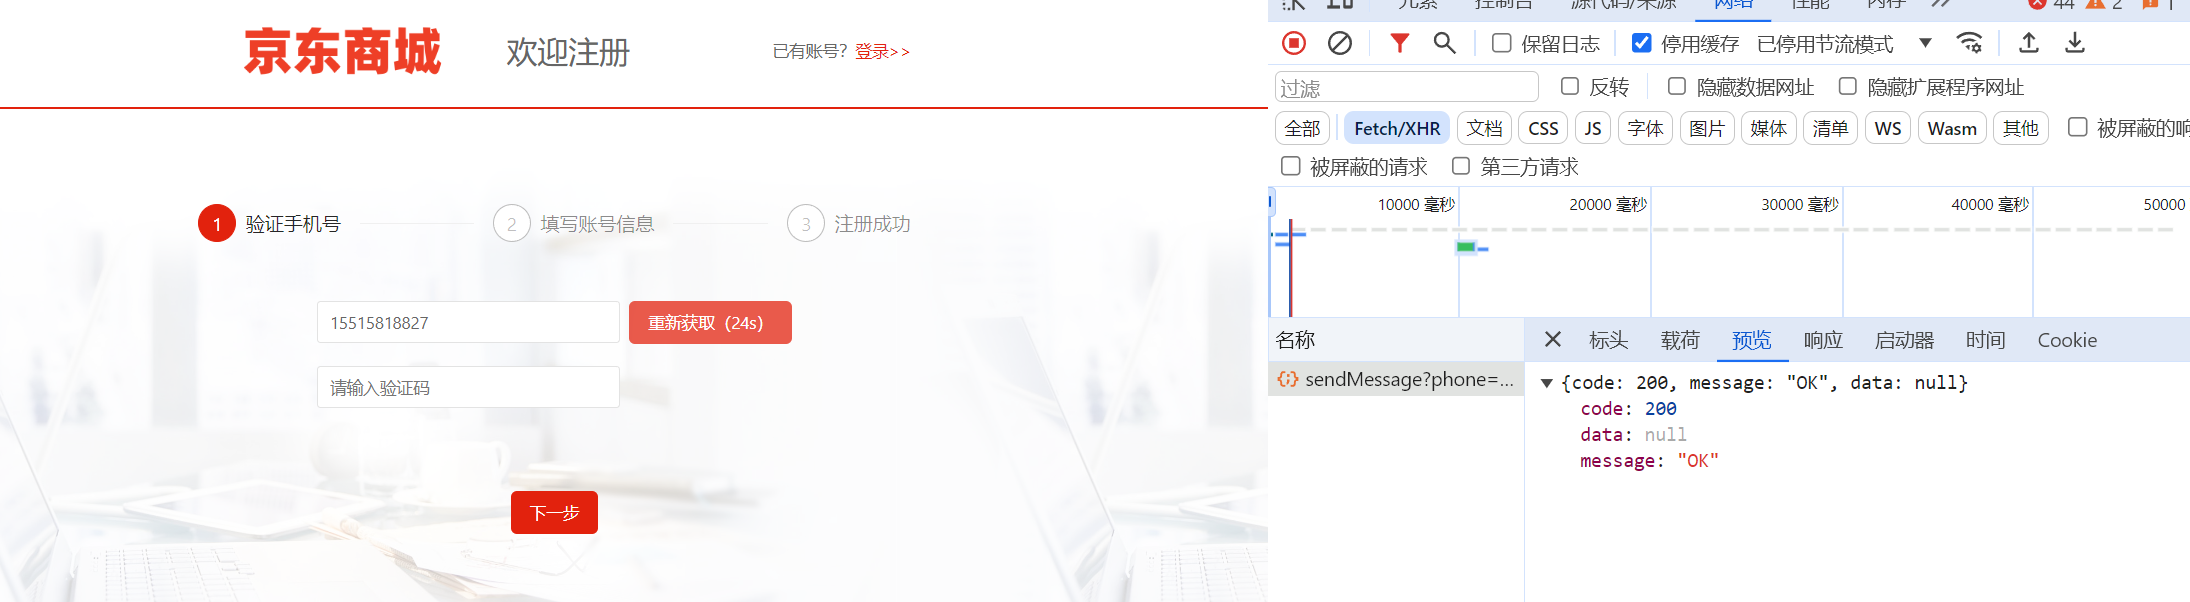 京东商城
欢迎注册
已有账号？登录>>
1 验证手机号
2 填写账号信息
3 注册成功
15515818827
重新获取（24s）
请输入验证码
下一步
元素 控制台 源代码/来源 网络 性能 内存 >> 44 2 1
保留日志 停用缓存 已停用节流模式
过滤 反转 隐藏数据网址 隐藏扩展程序网址
全部 Fetch/XHR 文档 CSS JS 字体 图片 媒体 清单 WS Wasm 其他 被屏蔽的响
被屏蔽的请求 第三方请求
10000 毫秒 20000 毫秒 30000 毫秒 40000 毫秒 50000
名称
sendMessage?phone=...
标头 载荷 预览 响应 启动器 时间 Cookie
{code: 200, message: "OK", data: null}
code: 200
data: null
message: "OK"